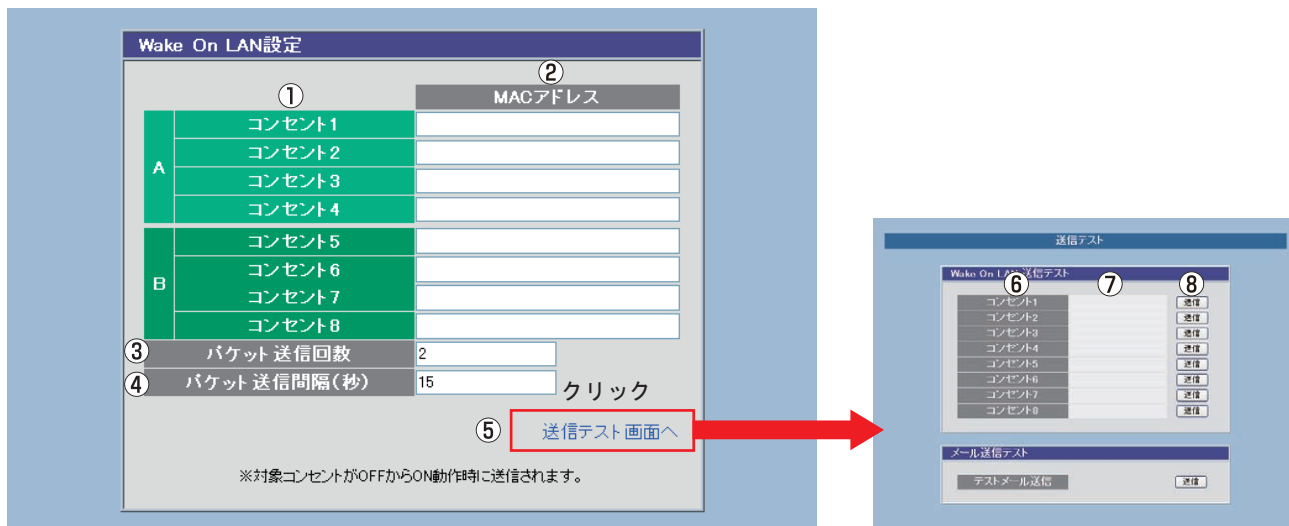 Wake On LAN設定
① ②
MACアドレス
A
コンセント1
コンセント2
コンセント3
コンセント4
B
コンセント5
コンセント6
コンセント7
コンセント8
③ パケット送信回数 2
④ パケット送信間隔(秒) 15
クリック
⑤ 送信テスト画面へ
※対象コンセントがOFFからON動作時に送信されます。
送信テスト
Wake On LAN 送信テスト
⑥ ⑦ ⑧
コンセント1 送信
コンセント2 送信
コンセント3 送信
コンセント4 送信
コンセント5 送信
コンセント6 送信
コンセント7 送信
コンセント8 送信
メール送信テスト
テストメール送信 送信